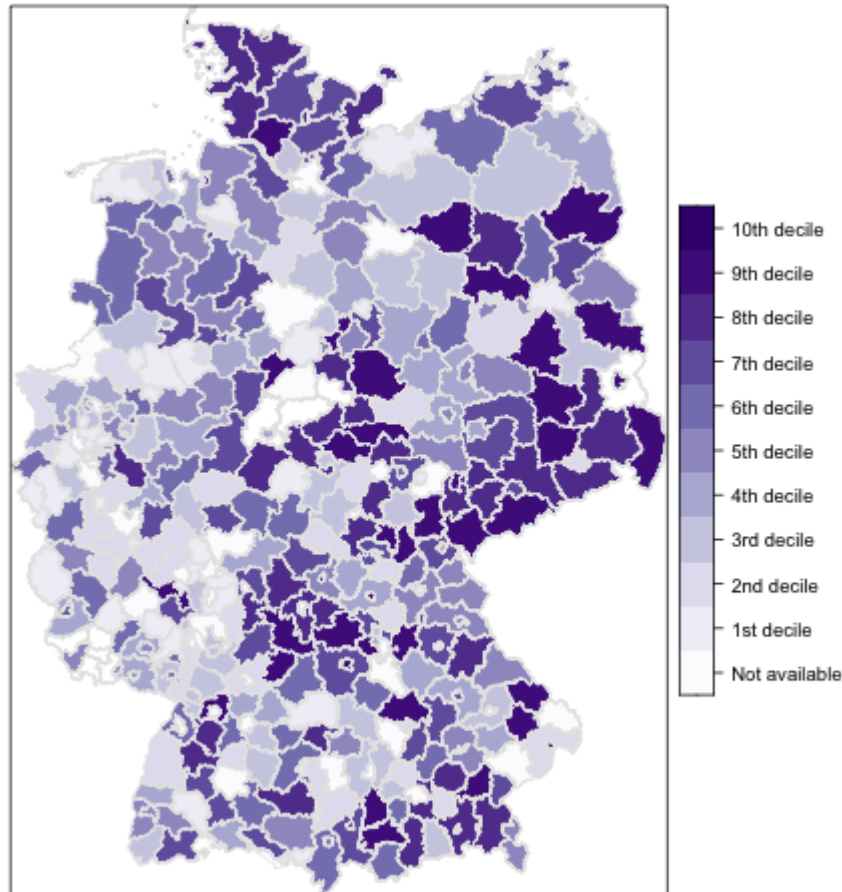 10th decile
9th decile
8th decile
7th decile
6th decile
5th decile
4th decile
3rd decile
2nd decile
1st decile
Not available